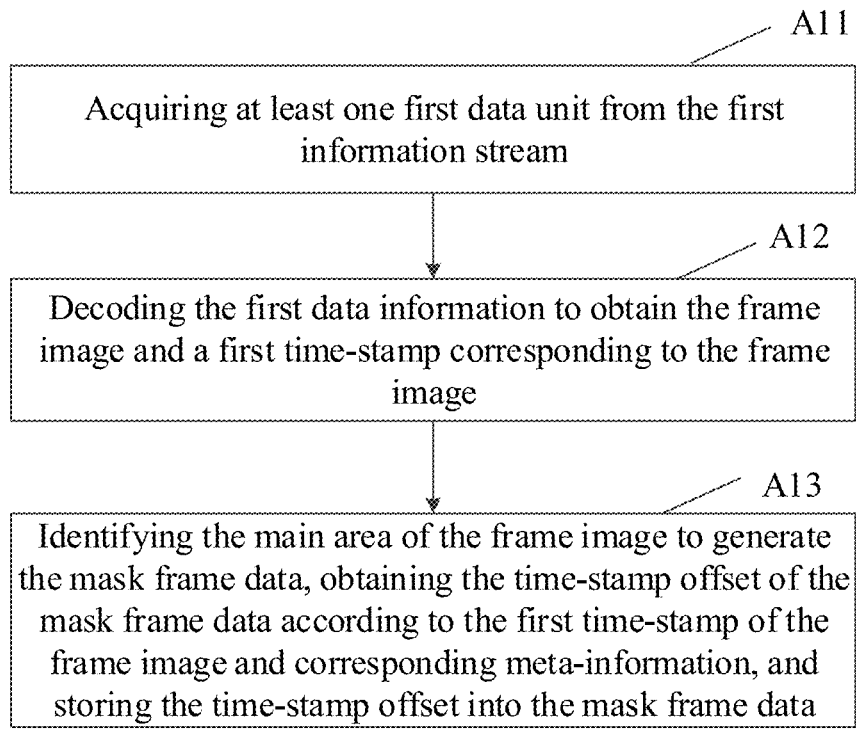 A11
Acquiring at least one first data unit from the first
information stream
A12
Decoding the first data information to obtain the frame
image and a first time-stamp corresponding to the frame
image
A13
Identifying the main area of the frame image to generate
the mask frame data, obtaining the time-stamp offset of the
mask frame data according to the first time-stamp of the
frame image and corresponding meta-information, and
storing the time-stamp offset into the mask frame data